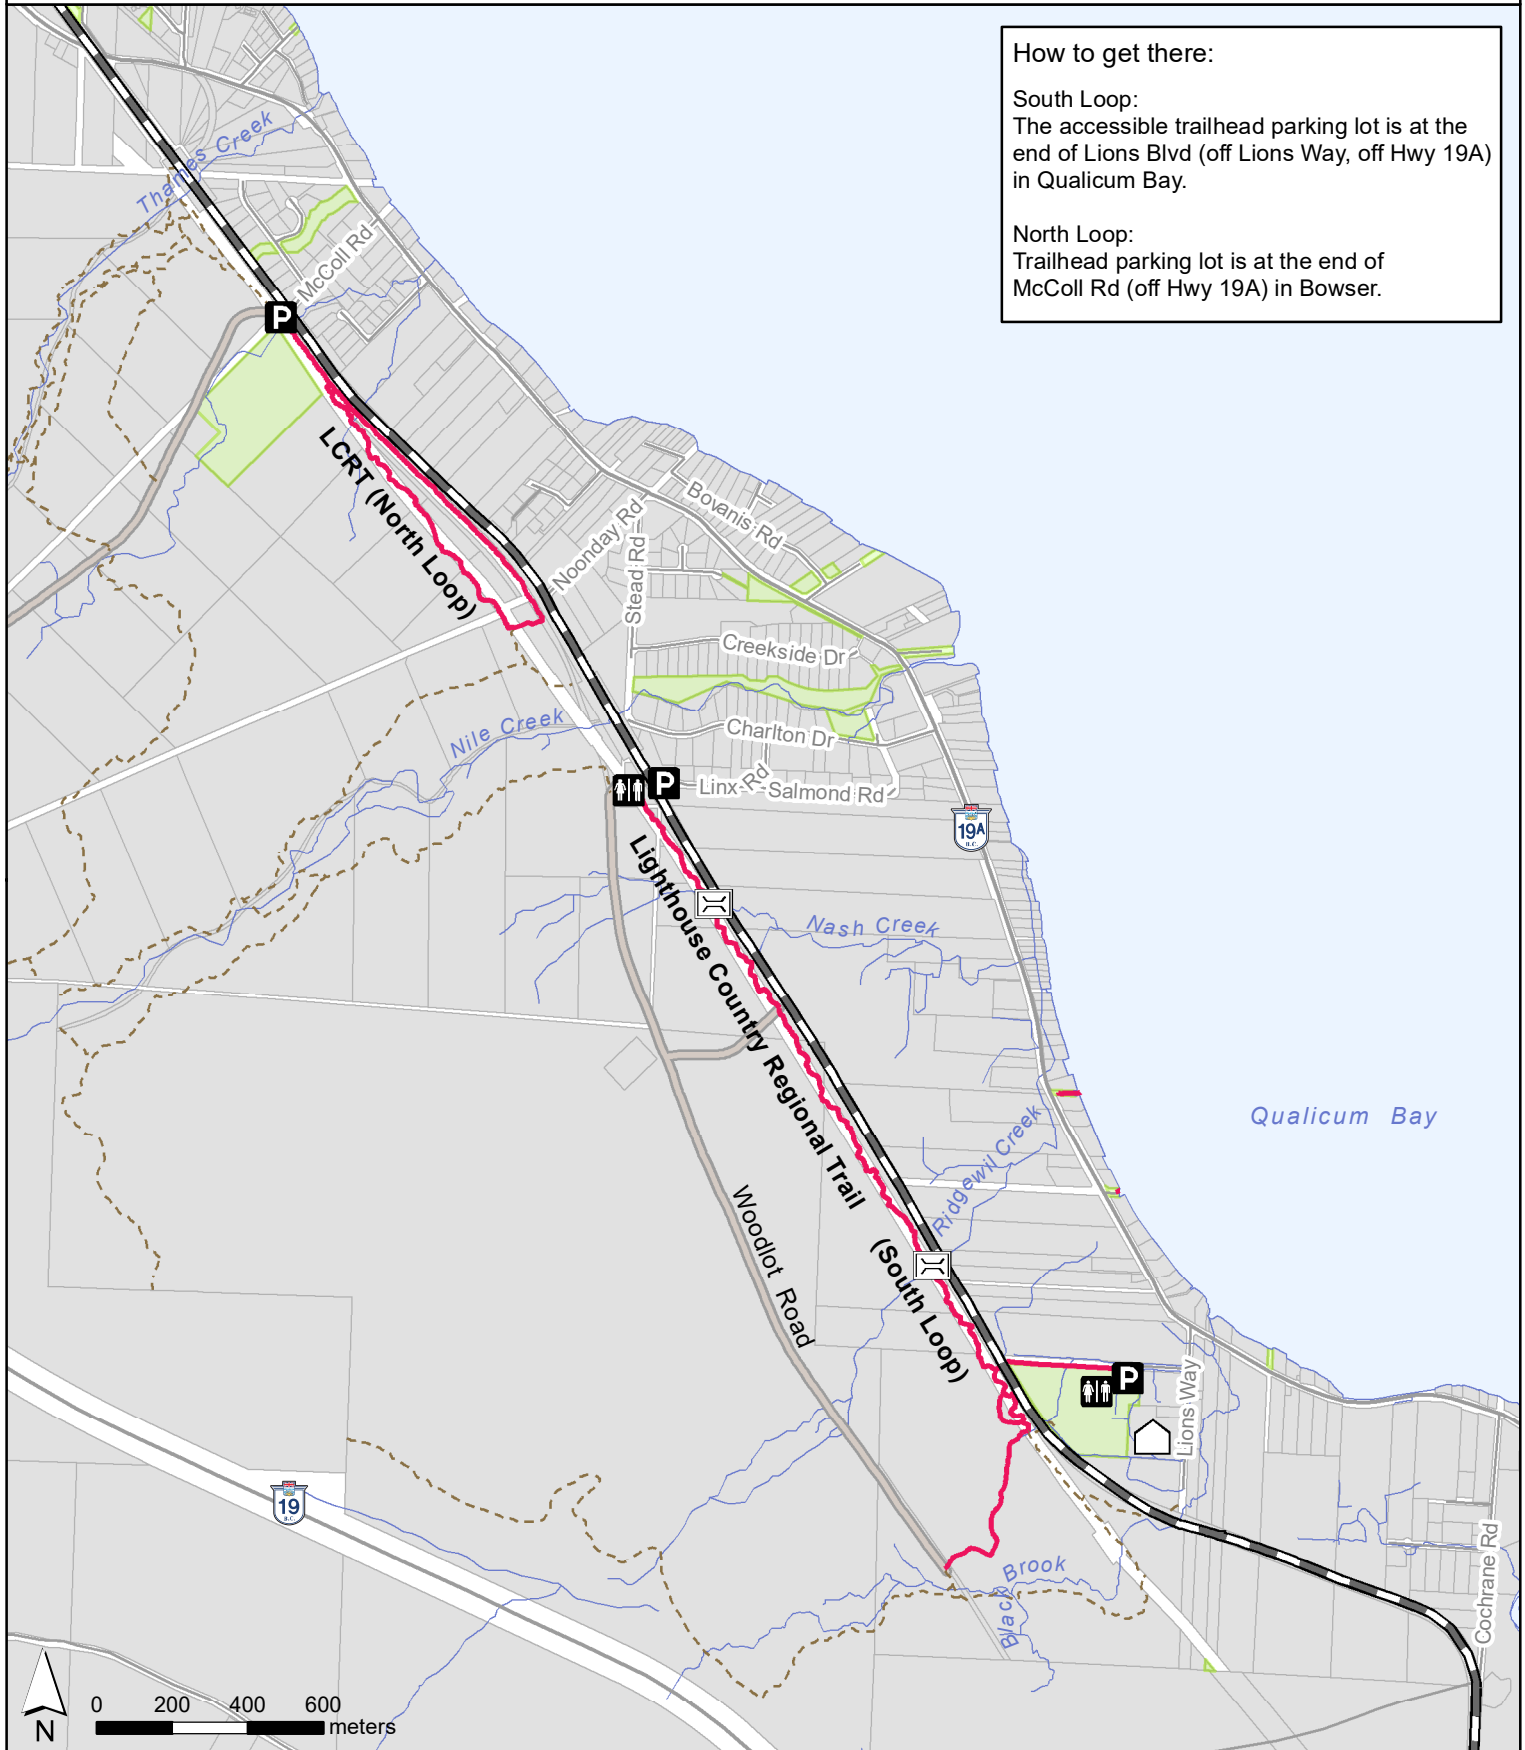 How to get there:
South Loop:
The accessible trailhead parking lot is at the
end of Lions Blvd (off Lions Way, off Hwy 19A)
in Qualicum Bay.
North Loop:
Trailhead parking lot is at the end of
McColl Rd (off Hwy 19A) in Bowser.
Thames Creek
McColl Rd
P
LCRT (North Loop)
Noonday Rd
Bovanis Rd
Stead Rd
Creekside Dr
Nile Creek
Charlton Dr
P
Linx Rd
Salmond Rd
19A
B.C.
Lighthouse Country Regional Trail
(South Loop)
Nash Creek
Qualicum Bay
Ridgewil Creek
Woodlot Road
P
Lions Way
19
B.C.
Black Brook
Cochrane Rd
N
0 200 400 600
meters